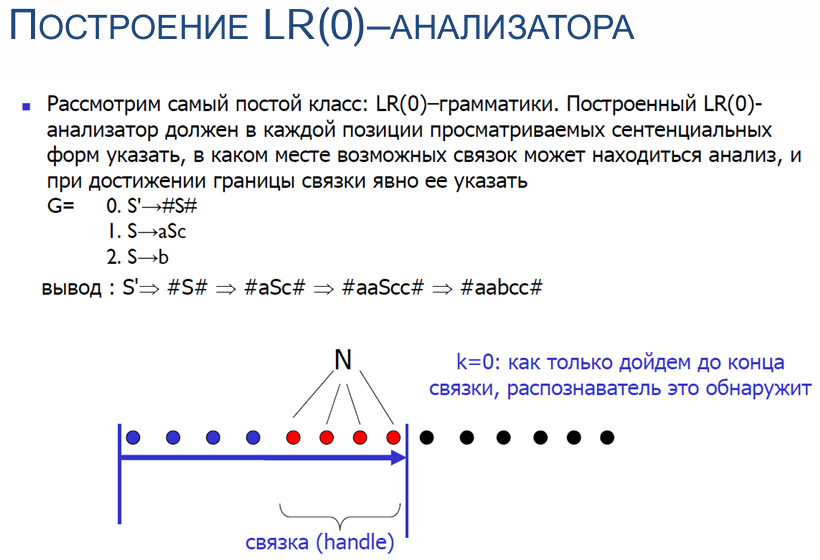 ПОСТРОЕНИЕ LR(0)–АНАЛИЗАТОРА
Рассмотрим самый постой класс: LR(0)–грамматики. Построенный LR(0)-
анализатор должен в каждой позиции просматриваемых сентенциальных
форм указать, в каком месте возможных связок может находиться анализ, и
при достижении границы связки явно ее указать
G= 0. S'→#S#
1. S→aSc
2. S→b
вывод : S'⇒ #S# ⇒ #aSc# ⇒ #aaScc# ⇒ #aabcc#
N
k=0: как только дойдем до конца
связки, распознаватель это обнаружит
связка (handle)